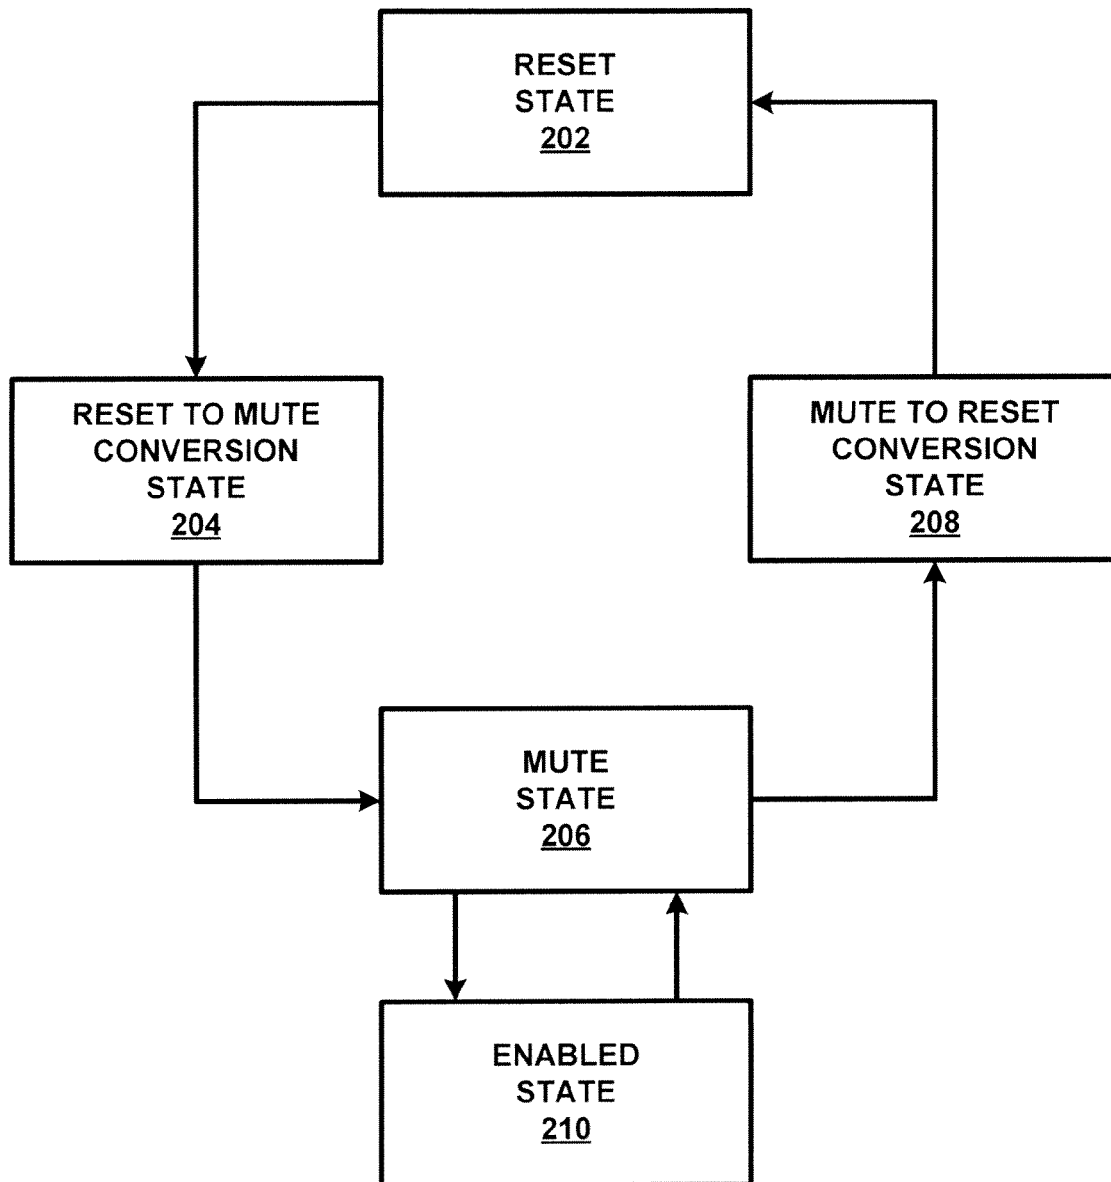 RESET
STATE
202
RESET TO MUTE
CONVERSION
STATE
204
MUTE TO RESET
CONVERSION
STATE
208
MUTE
STATE
206
ENABLED
STATE
210